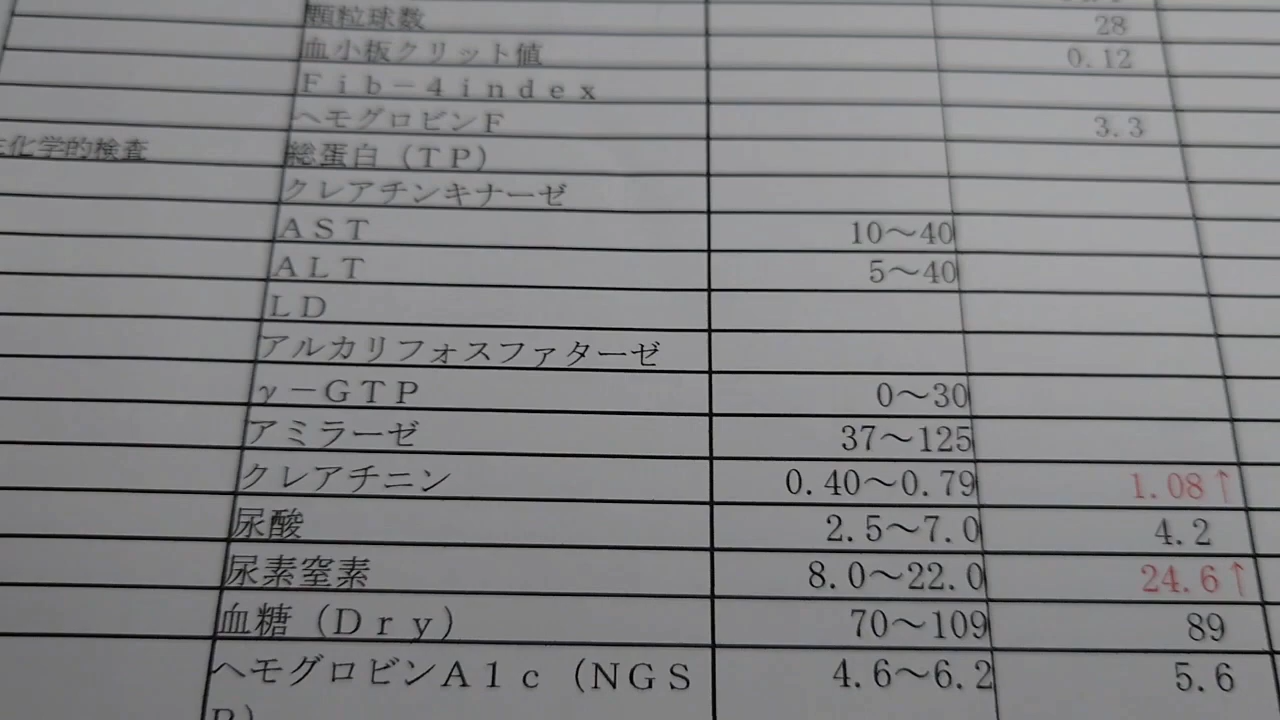 顆粒球数 28
血小板クリット値 0.12
Fib-4index
ヘモグロビンF 3.3
化学的検査 総蛋白(TP)
クレアチンキナーゼ
AST 10~40
ALT 5~40
LD
アルカリフォスファターゼ
γ-GTP 0~30
アミラーゼ 37~125
クレアチニン 0.40~0.79 1.08↑
尿酸 2.5~7.0 4.2
尿素窒素 8.0~22.0 24.6↑
血糖(Dry) 70~109 89
ヘモグロビンA1c(NGS 4.6~6.2 5.6
P)